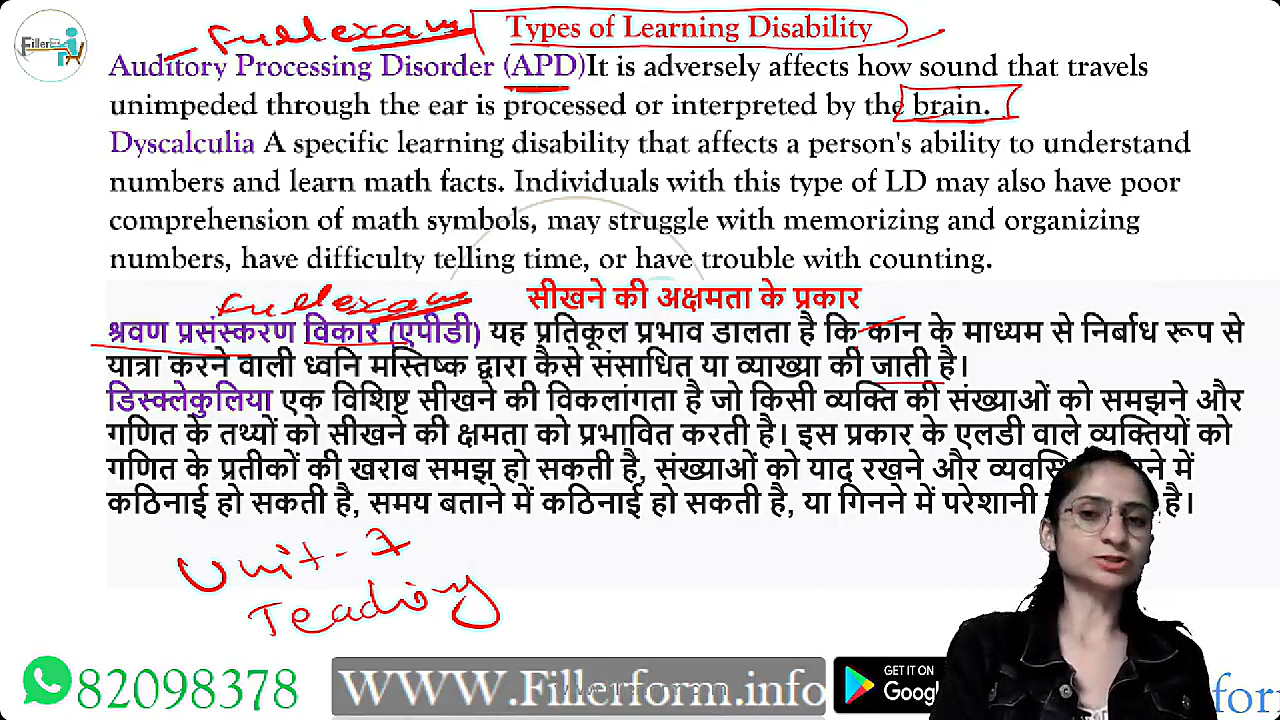 Filler
Full exam
Types of Learning Disability
Auditory Processing Disorder (APD)It is adversely affects how sound that travels
unimpeded through the ear is processed or interpreted by the brain.
Dyscalculia A specific learning disability that affects a person's ability to understand
numbers and learn math facts. Individuals with this type of LD may also have poor
comprehension of math symbols, may struggle with memorizing and organizing
numbers, have difficulty telling time, or have trouble with counting.
Full exam
सीखने की अक्षमता के प्रकार
श्रवण प्रसंस्करण विकार (एपीडी) यह प्रतिकूल प्रभाव डालता है कि कान के माध्यम से निर्बाध रूप से
यात्रा करने वाली ध्वनि मस्तिष्क द्वारा कैसे संसाधित या व्याख्या की जाती है।
डिस्क्लेकुलिया एक विशिष्ट सीखने की विकलांगता है जो किसी व्यक्ति की संख्याओं को समझने और
गणित के तथ्यों को सीखने की क्षमता को प्रभावित करती है। इस प्रकार के एलडी वाले व्यक्तियों को
गणित के प्रतीकों की खराब समझ हो सकती है, संख्याओं को याद रखने और में
कठिनाई हो सकती है, समय बताने में कठिनाई हो सकती है, या गिनने में परेशानी है।
Unit-7
82098378
WWW.Fillerform.info
GET IT ON
Googl